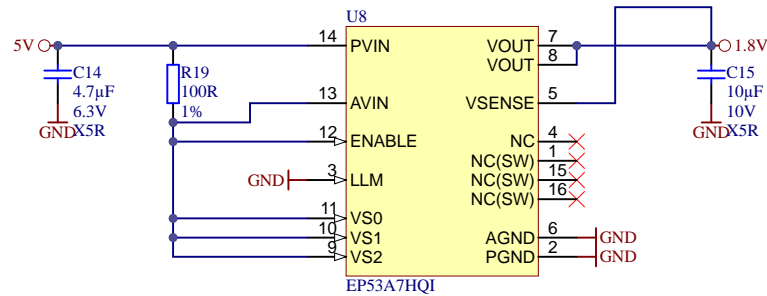 U8
5V
14
PVIN
VOUT
7
1.8V
VOUT
8
C14
4.7µF
6.3V
X5R
GND
R19
100R
1%
13
AVIN
VSENSE
5
C15
10µF
10V
X5R
GND
12
ENABLE
NC
4
NC(SW)
1
GND
3
LLM
NC(SW)
15
NC(SW)
16
11
VS0
10
VS1
AGND
6
GND
9
VS2
PGND
2
GND
EP53A7HQI